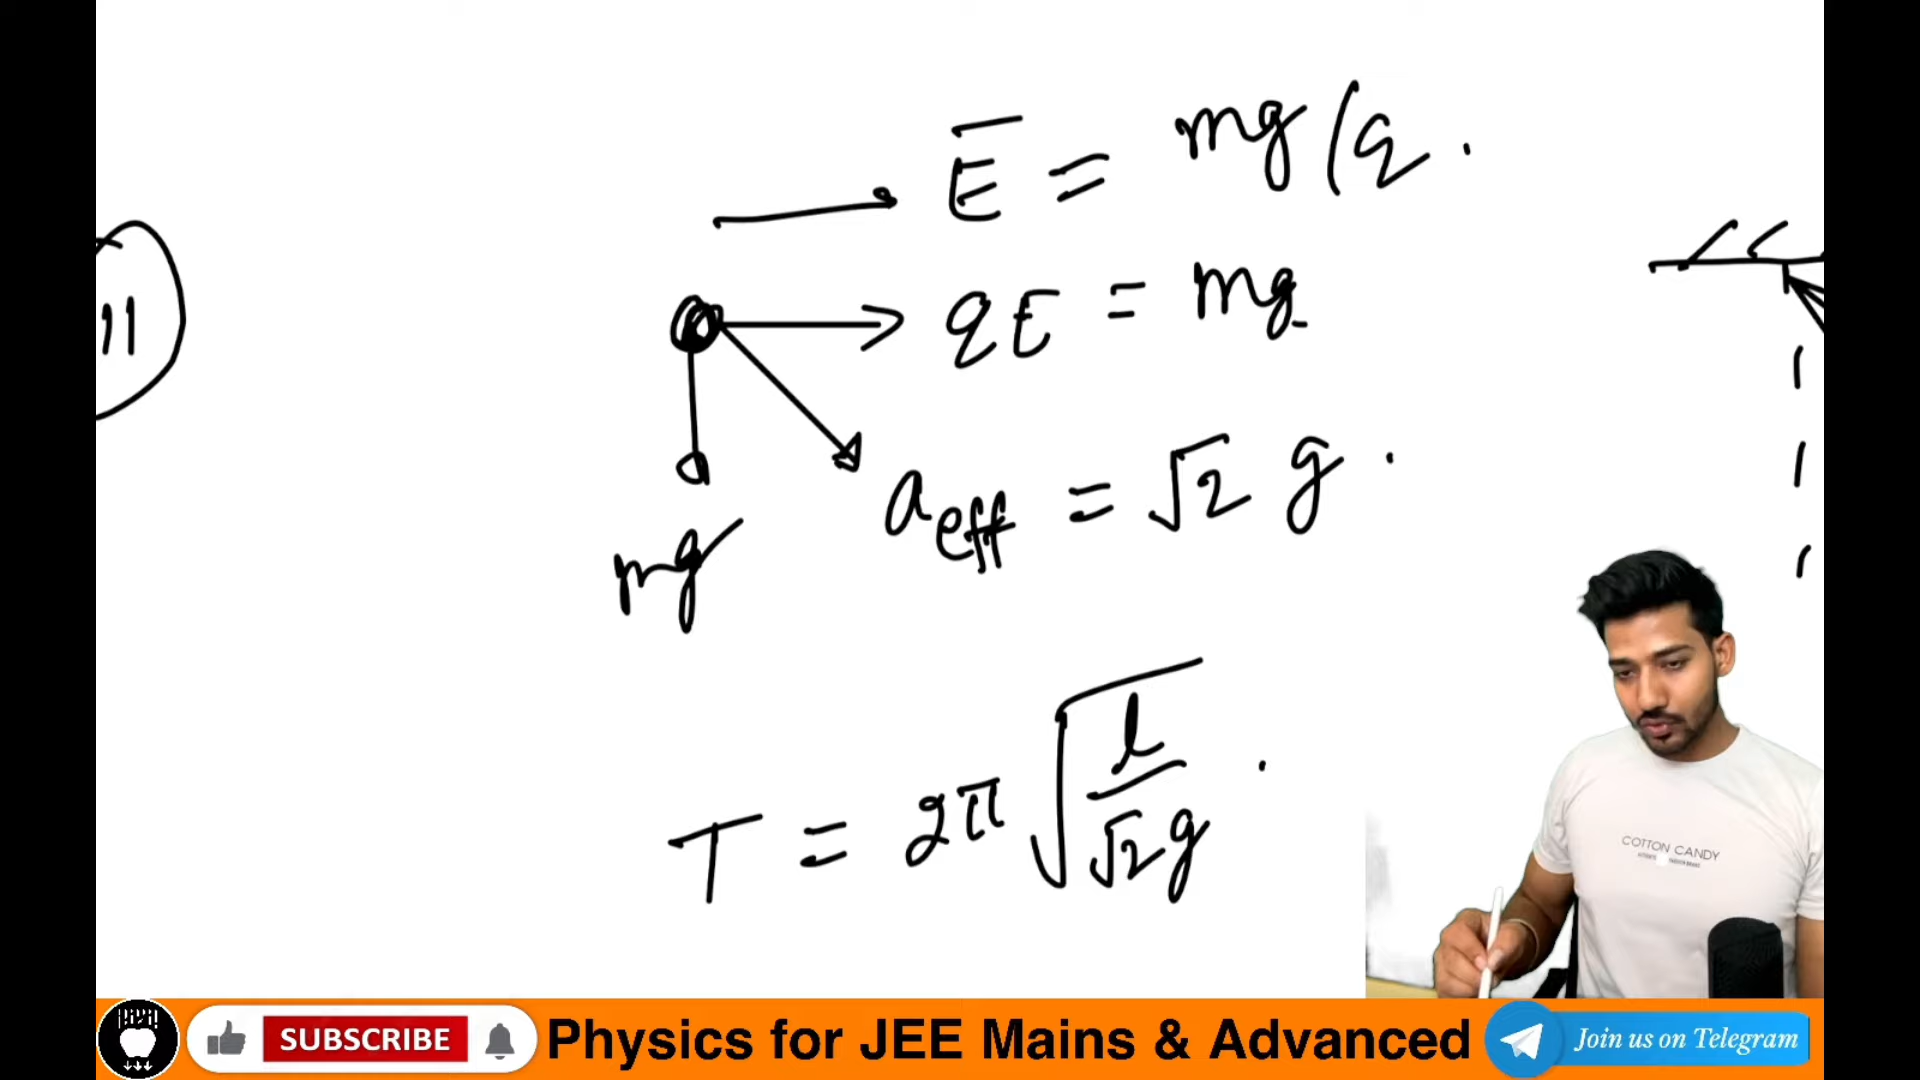 E̅ = mg/q.
11
qE = mg
a_eff = √2 g.
mg
T = 2π √(l/√2g).
COTTON CANDY
SUBSCRIBE
Physics for JEE Mains & Advanced
Join us on Telegram